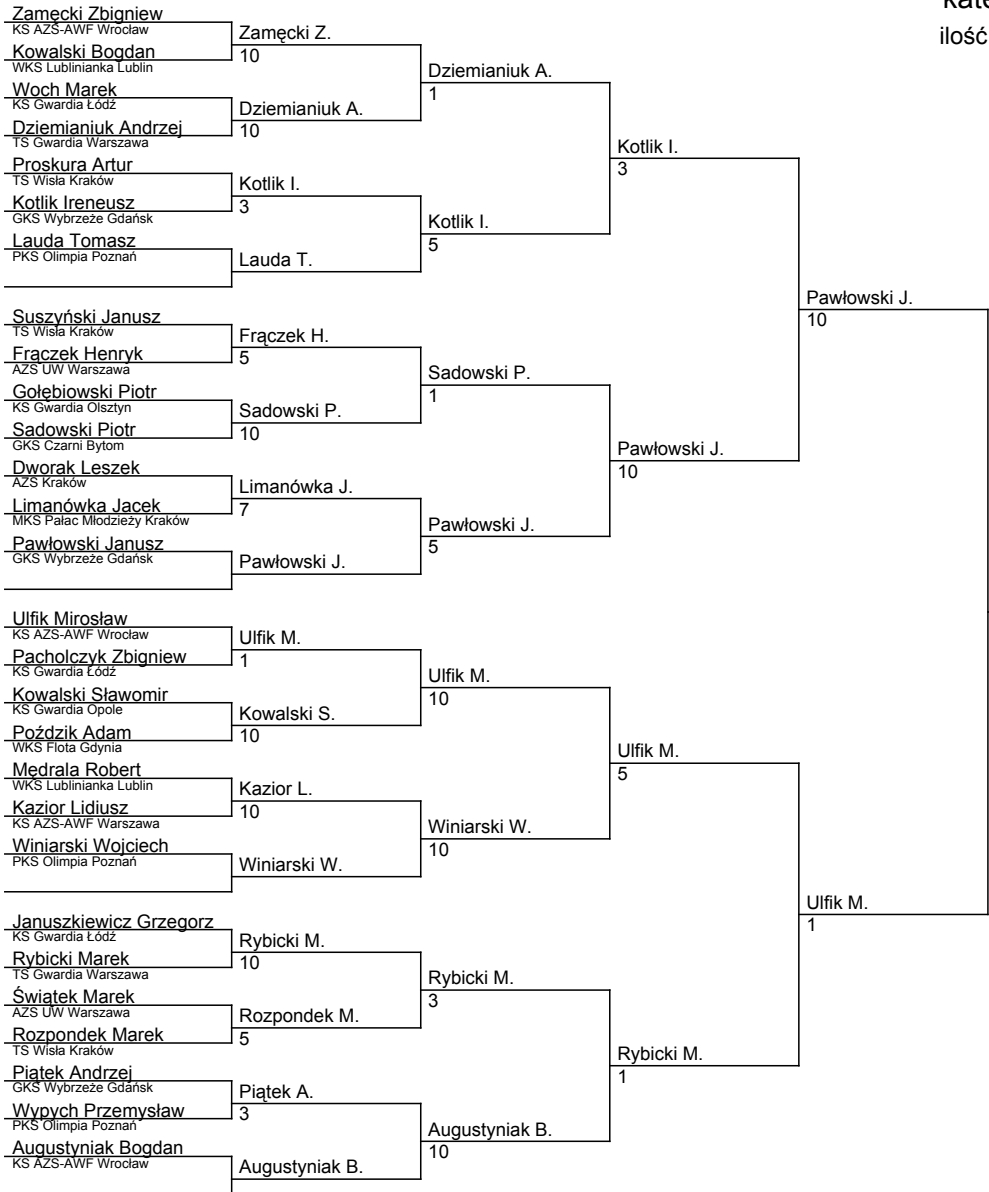 kate
ilość
Zamęcki Zbigniew
KS AZS-AWF Wrocław
Kowalski Bogdan
WKS Lublinianka Lublin
Woch Marek
KS Gwardia Łódź
Dziemianiuk Andrzej
TS Gwardia Warszawa
Proskura Artur
TS Wisła Kraków
Kotlik Ireneusz
GKS Wybrzeże Gdańsk
Lauda Tomasz
PKS Olimpia Poznań
Suszyński Janusz
TS Wisła Kraków
Frączek Henryk
AZS UW Warszawa
Gołębiowski Piotr
KS Gwardia Olsztyn
Sadowski Piotr
GKS Czarni Bytom
Dworak Leszek
AZS Kraków
Limanówka Jacek
MKS Pałac Młodzieży Kraków
Pawłowski Janusz
GKS Wybrzeże Gdańsk
Ulfik Mirosław
KS AZS-AWF Wrocław
Pacholczyk Zbigniew
KS Gwardia Łódź
Kowalski Sławomir
KS Gwardia Opole
Poździk Adam
WKS Flota Gdynia
Mędrala Robert
WKS Lublinianka Lublin
Kazior Lidiusz
KS AZS-AWF Warszawa
Winiarski Wojciech
PKS Olimpia Poznań
Januszkiewicz Grzegorz
KS Gwardia Łódź
Rybicki Marek
TS Gwardia Warszawa
Świątek Marek
AZS UW Warszawa
Rozpondek Marek
TS Wisła Kraków
Piątek Andrzej
GKS Wybrzeże Gdańsk
Wypych Przemysław
PKS Olimpia Poznań
Augustyniak Bogdan
KS AZS-AWF Wrocław
Zamęcki Z.
10
Dziemianiuk A.
10
Kotlik I.
3
Lauda T.
Frączek H.
5
Sadowski P.
10
Limanówka J.
7
Pawłowski J.
Ulfik M.
1
Kowalski S.
10
Kazior L.
10
Winiarski W.
Rybicki M.
10
Rozpondek M.
5
Piątek A.
3
Augustyniak B.
Dziemianiuk A.
1
Kotlik I.
5
Sadowski P.
1
Pawłowski J.
5
Ulfik M.
10
Winiarski W.
10
Rybicki M.
3
Augustyniak B.
10
Kotlik I.
3
Pawłowski J.
10
Ulfik M.
5
Rybicki M.
1
Pawłowski J.
10
Ulfik M.
1